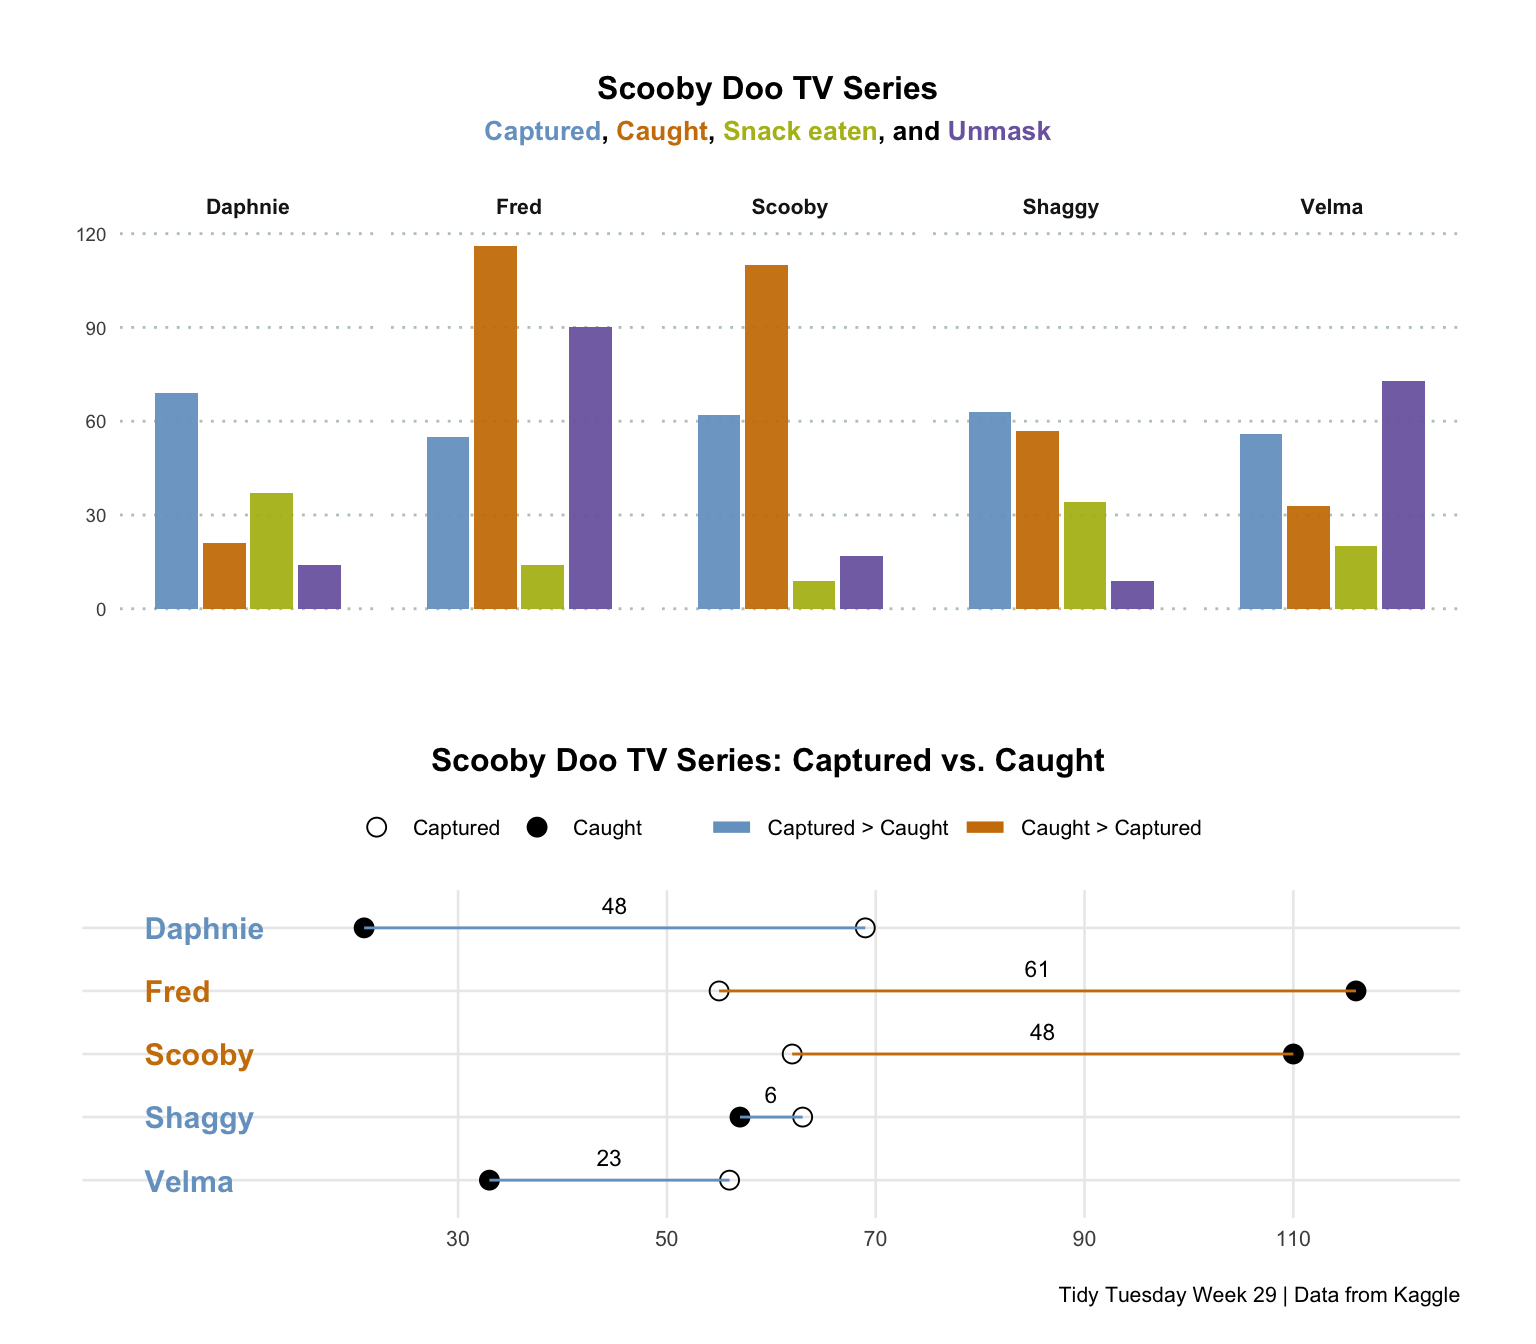 Scooby Doo TV Series
Captured, Caught, Snack eaten, and Unmask
Daphnie Fred Scooby Shaggy Velma
120
90
60
30
0
Scooby Doo TV Series: Captured vs. Caught
Captured Caught Captured > Caught Caught > Captured
48
Daphnie
61
Fred
48
Scooby
6
Shaggy
23
Velma
30 50 70 90 110
Tidy Tuesday Week 29 | Data from Kaggle